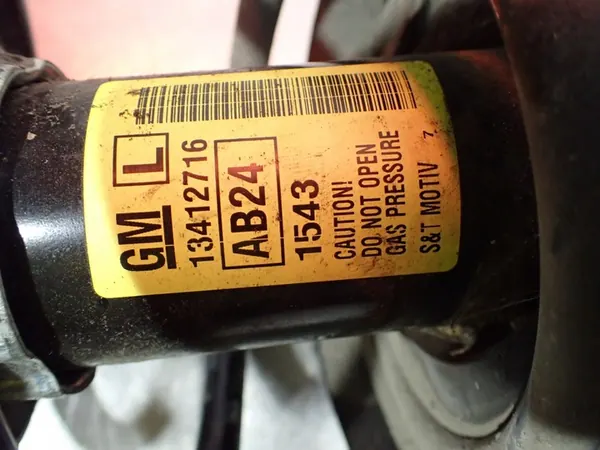 GM L
13412716
AB24
1543
CAUTION!
DO NOT OPEN
GAS PRESSURE
S&T MOTIV 7